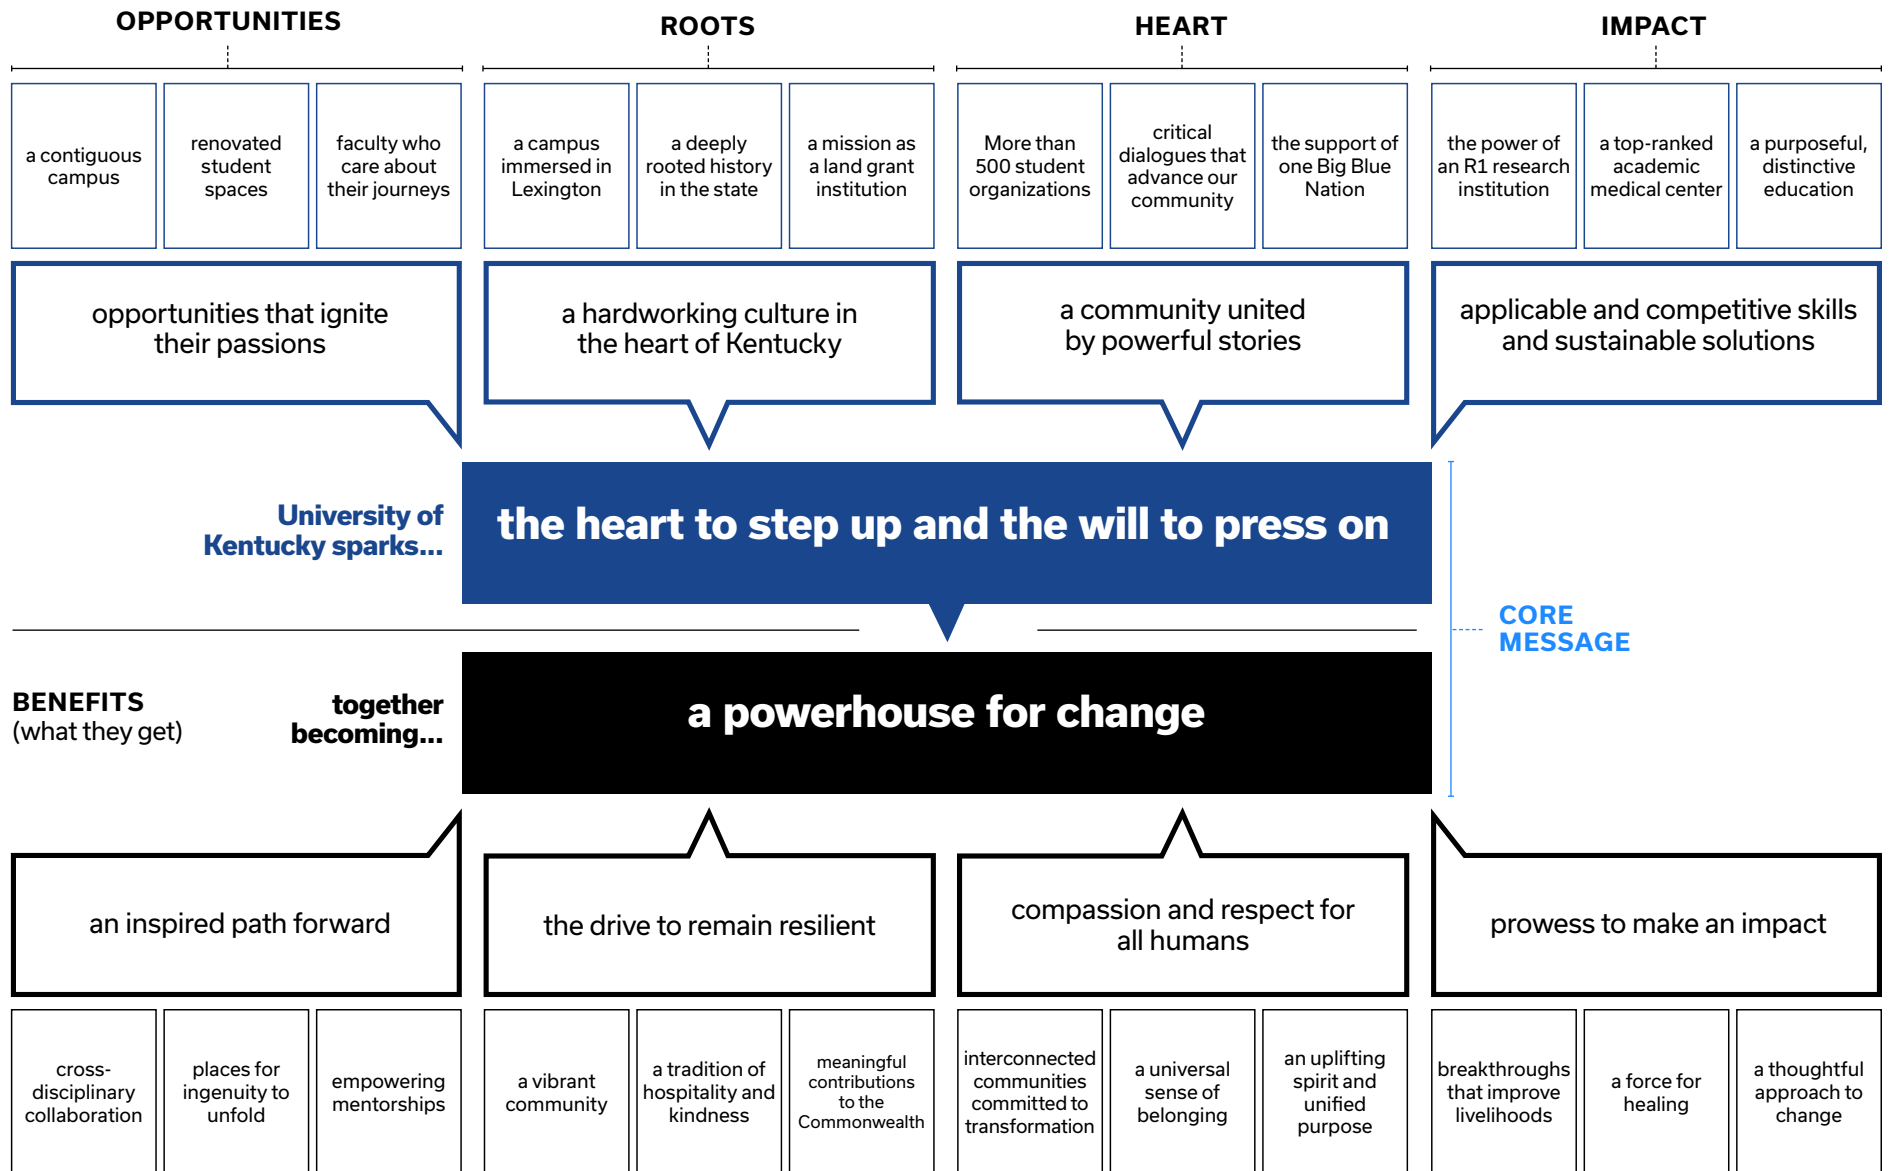 OPPORTUNITIES
ROOTS
HEART
IMPACT
a contiguous
campus
renovated
student
spaces
faculty who
care about
their journeys
a campus
immersed in
Lexington
a deeply
rooted history
in the state
a mission as
a land grant
institution
More than
500 student
organizations
critical
dialogues that
advance our
community
the support of
one Big Blue
Nation
the power of
an R1 research
institution
a top-ranked
academic
medical center
a purposeful,
distinctive
education
opportunities that ignite
their passions
a hardworking culture in
the heart of Kentucky
a community united
by powerful stories
applicable and competitive skills
and sustainable solutions
University of
Kentucky sparks...
the heart to step up and the will to press on
CORE
MESSAGE
BENEFITS
(what they get)
together
becoming...
a powerhouse for change
an inspired path forward
the drive to remain resilient
compassion and respect for
all humans
prowess to make an impact
cross-
disciplinary
collaboration
places for
ingenuity to
unfold
empowering
mentorships
a vibrant
community
a tradition of
hospitality and
kindness
meaningful
contributions
to the
Commonwealth
interconnected
communities
committed to
transformation
a universal
sense of
belonging
an uplifting
spirit and
unified
purpose
breakthroughs
that improve
livelihoods
a force for
healing
a thoughtful
approach to
change